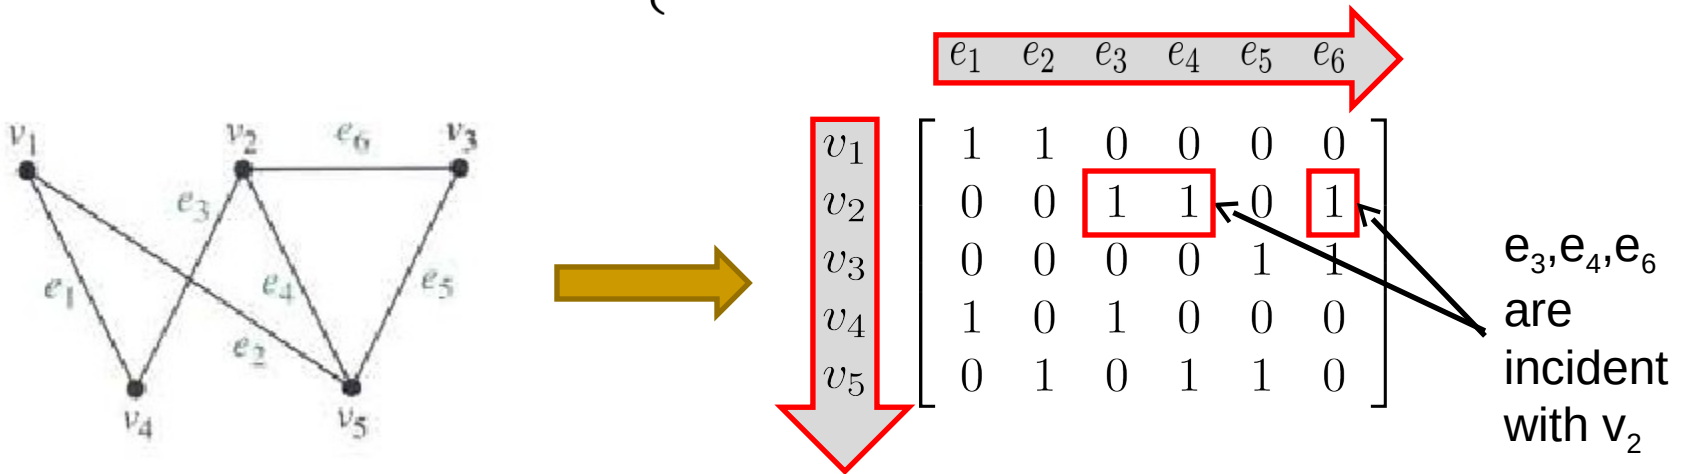 (
e₁ e₂ e₃ e₄ e₅ e₆
v₁ v₂ e₆ v₃
e₃
e₁ e₄ e₅
e₂
v₄ v₅
v₁ 1 1 0 0 0 0
v₂ 0 0 1 1 0 1
v₃ 0 0 0 0 1 1
v₄ 1 0 1 0 0 0
v₅ 0 1 0 1 1 0
e₃,e₄,e₆
are
incident
with v₂